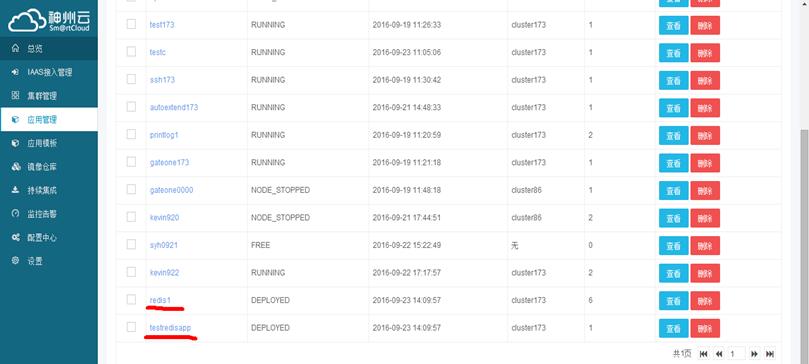 神州云
Sm@rtCloud
总览
IAAS接入管理
集群管理
应用管理
应用模板
镜像仓库
持续集成
监控告警
配置中心
设置
test173 RUNNING 2016-09-19 11:26:33 cluster173 1 查看 删除
testc RUNNING 2016-09-23 11:05:06 cluster173 1 查看 删除
ssh173 RUNNING 2016-09-19 11:30:42 cluster173 1 查看 删除
autoextend173 RUNNING 2016-09-21 14:48:33 cluster173 1 查看 删除
printlog1 RUNNING 2016-09-19 11:20:59 cluster173 2 查看 删除
gateone173 RUNNING 2016-09-19 11:21:18 cluster173 1 查看 删除
gateone0000 NODE_STOPPED 2016-09-19 11:48:18 cluster86 1 查看 删除
kevin920 NODE_STOPPED 2016-09-21 17:44:51 cluster86 2 查看 删除
syh0921 FREE 2016-09-22 15:22:49 无 0 查看 删除
kevin922 RUNNING 2016-09-22 17:17:57 cluster173 2 查看 删除
redis1 DEPLOYED 2016-09-23 14:09:57 cluster173 6 查看 删除
testredisapp DEPLOYED 2016-09-23 14:09:57 cluster173 1 查看 删除
共1页 1